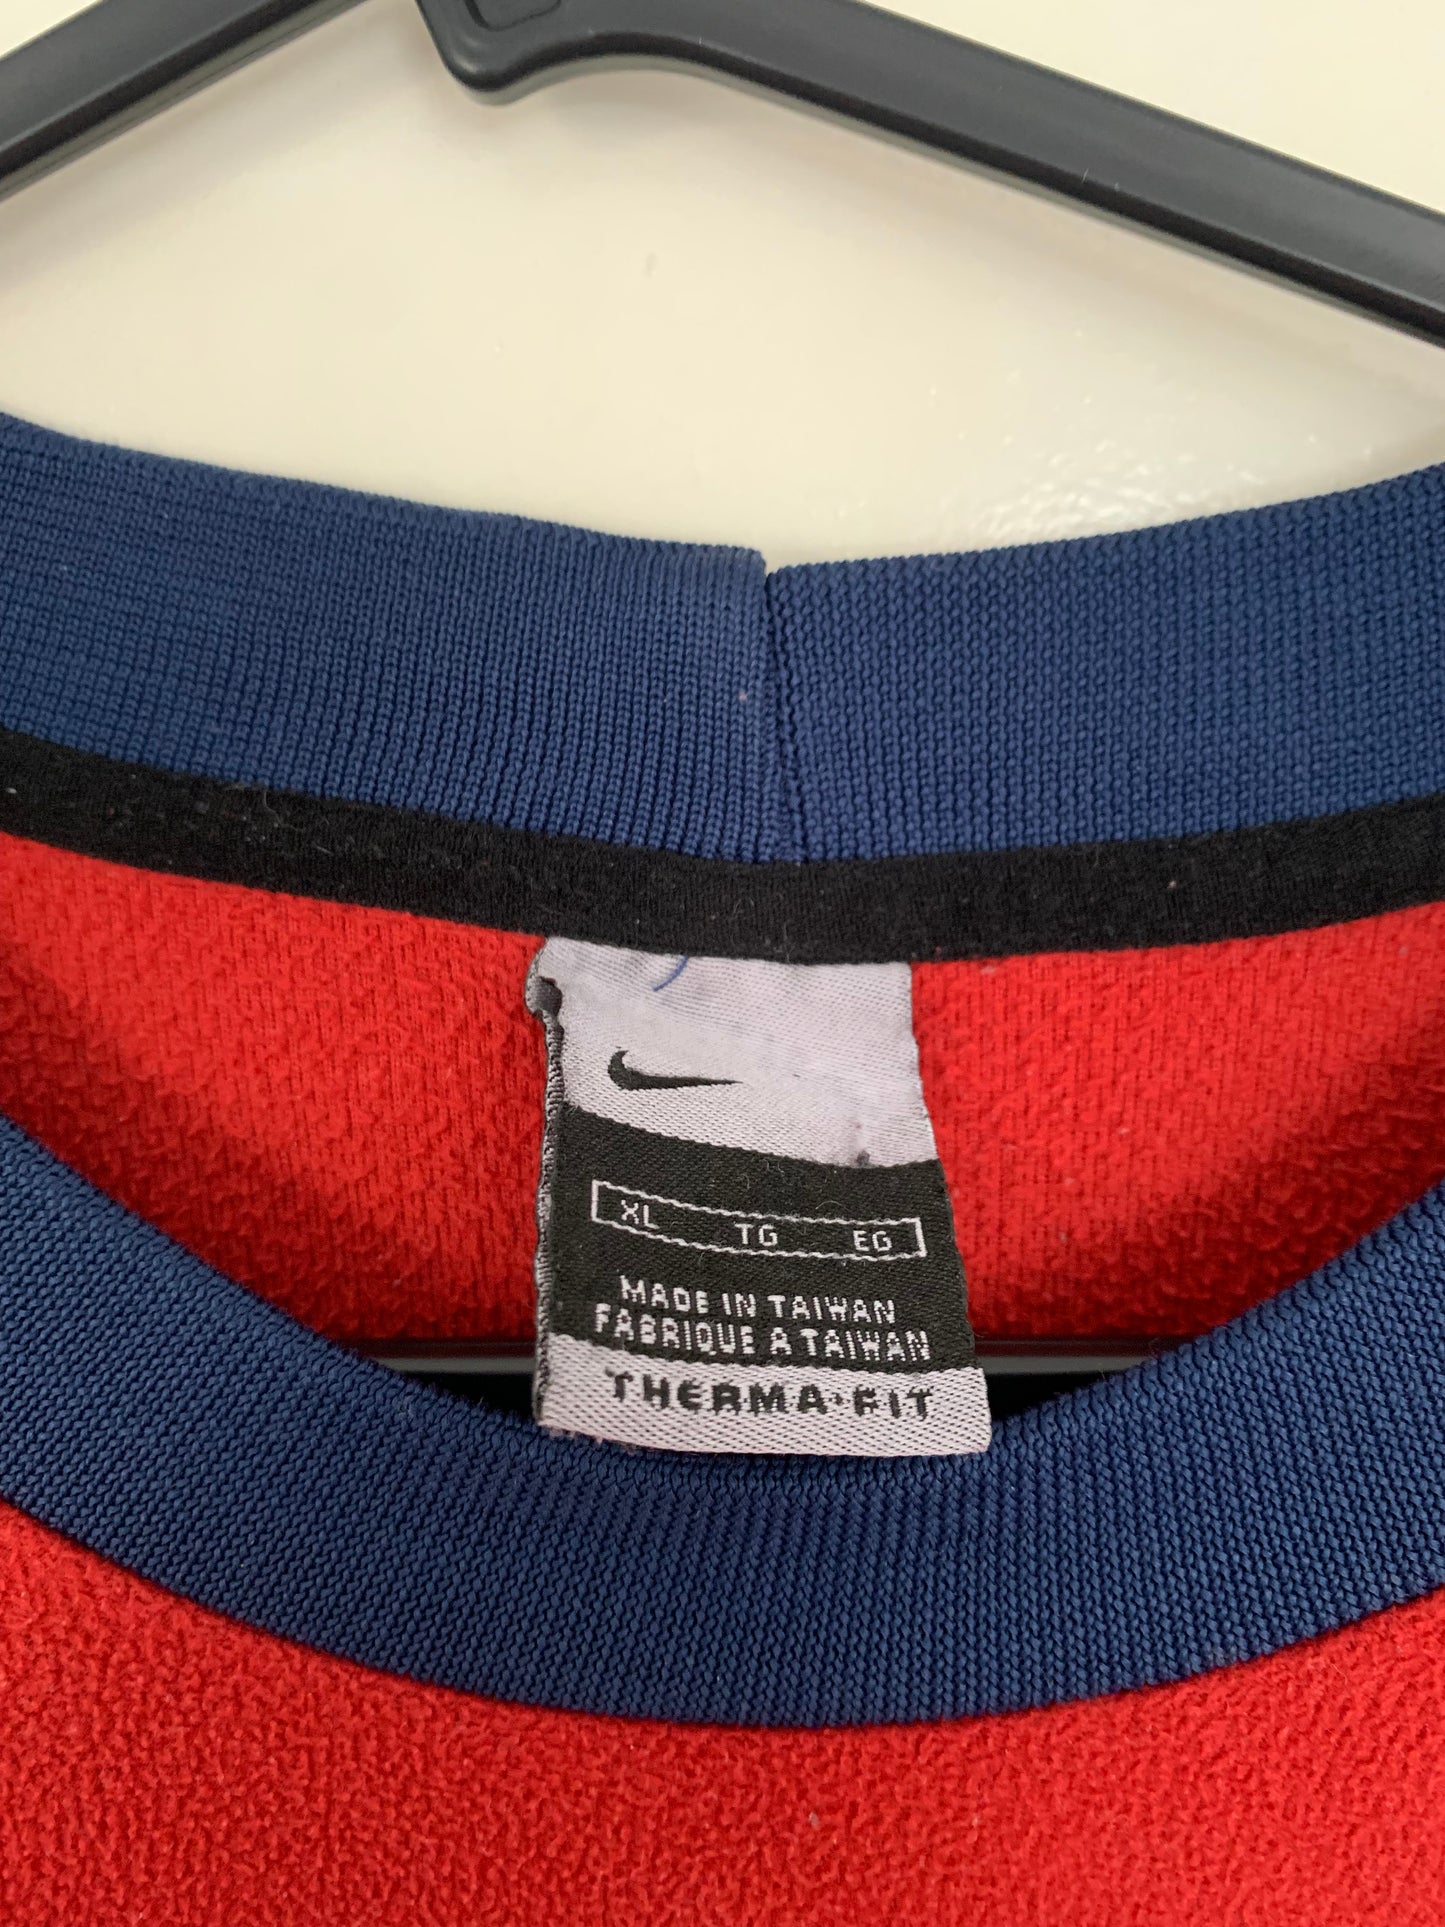 XL TG EG
MADE IN TAIWAN
FABRIQUE A TAIWAN
THERMA•FIT